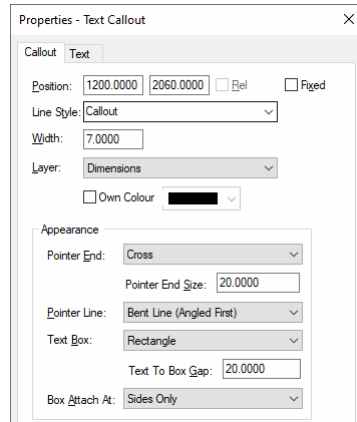 Properties - Text Callout
Callout Text
Position: 1200.0000 2060.0000 Rel Fixed
Line Style: Callout
Width: 7.0000
Layer: Dimensions
Own Colour
Appearance
Pointer End: Cross
Pointer End Size: 20.0000
Pointer Line: Bent Line (Angled First)
Text Box: Rectangle
Text To Box Gap: 20.0000
Box Attach At: Sides Only